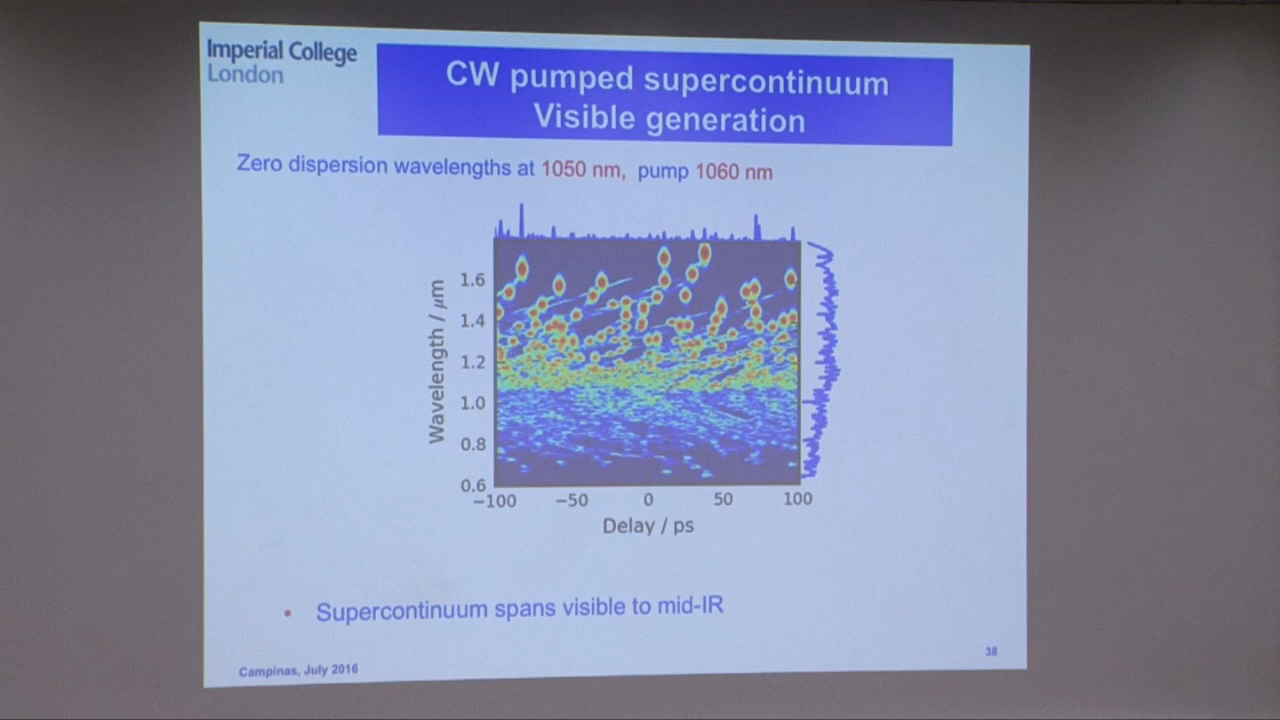 Imperial College
London
CW pumped supercontinuum
Visible generation
Zero dispersion wavelengths at 1050 nm, pump 1060 nm
Wavelength / μm
1.6
1.4
1.2
1.0
0.8
0.6
−100
−50
0
50
100
Delay / ps
• Supercontinuum spans visible to mid-IR
38
Campinas, July 2016